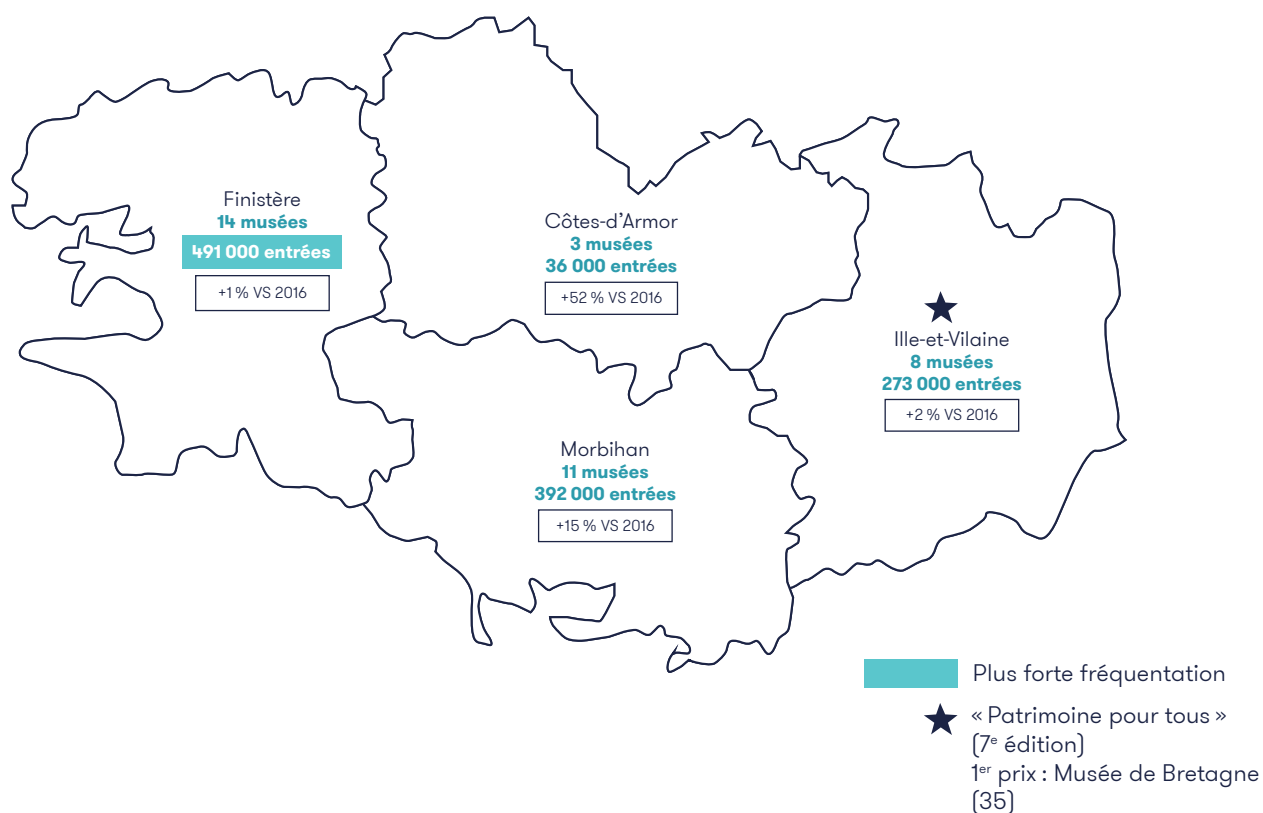 Finistère
14 musées
491 000 entrées
+1 % VS 2016
Côtes-d'Armor
3 musées
36 000 entrées
+52 % VS 2016
Ille-et-Vilaine
8 musées
273 000 entrées
+2 % VS 2016
Morbihan
11 musées
392 000 entrées
+15 % VS 2016
Plus forte fréquentation
« Patrimoine pour tous »
(7e édition)
1er prix : Musée de Bretagne
(35)